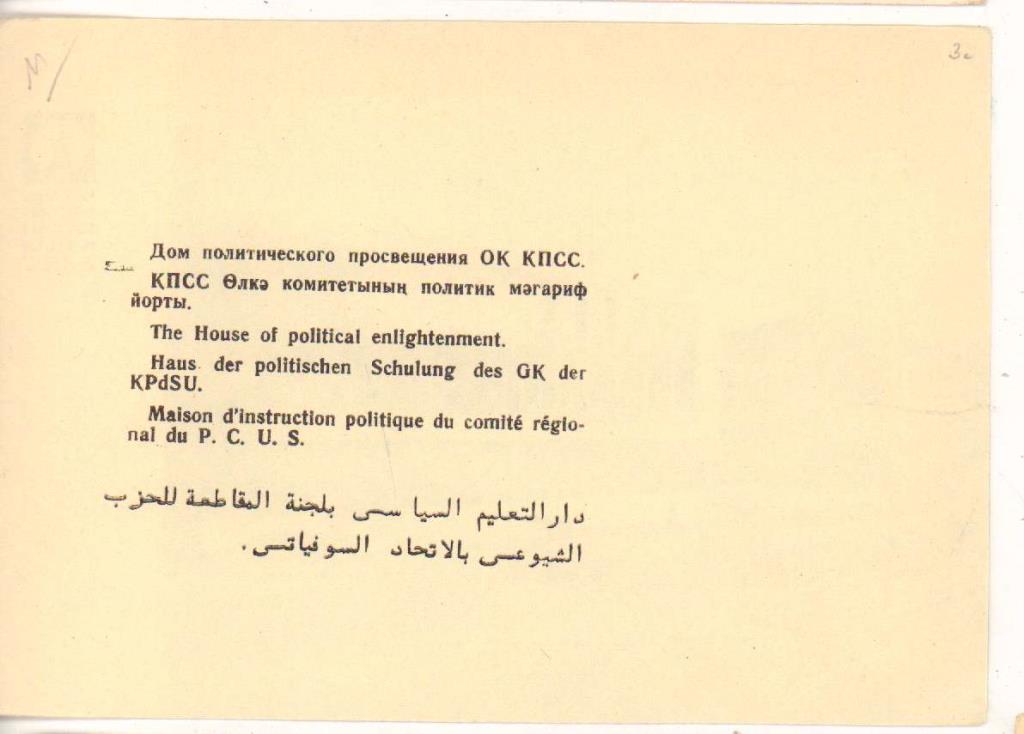 3
Дом политического просвещения ОК КПСС.
КПСС Өлкә комитетының политик мәгариф
йорты.
The House of political enlightenment.
Haus der politischen Schulung des GK der
KPdSU.
Maison d'instruction politique du comité régio-
nal du P. C. U. S.
دار التعليم السياسى بلجنة المقاطعة للحزب
الشيوعى بالاتحاد السوفياتى.